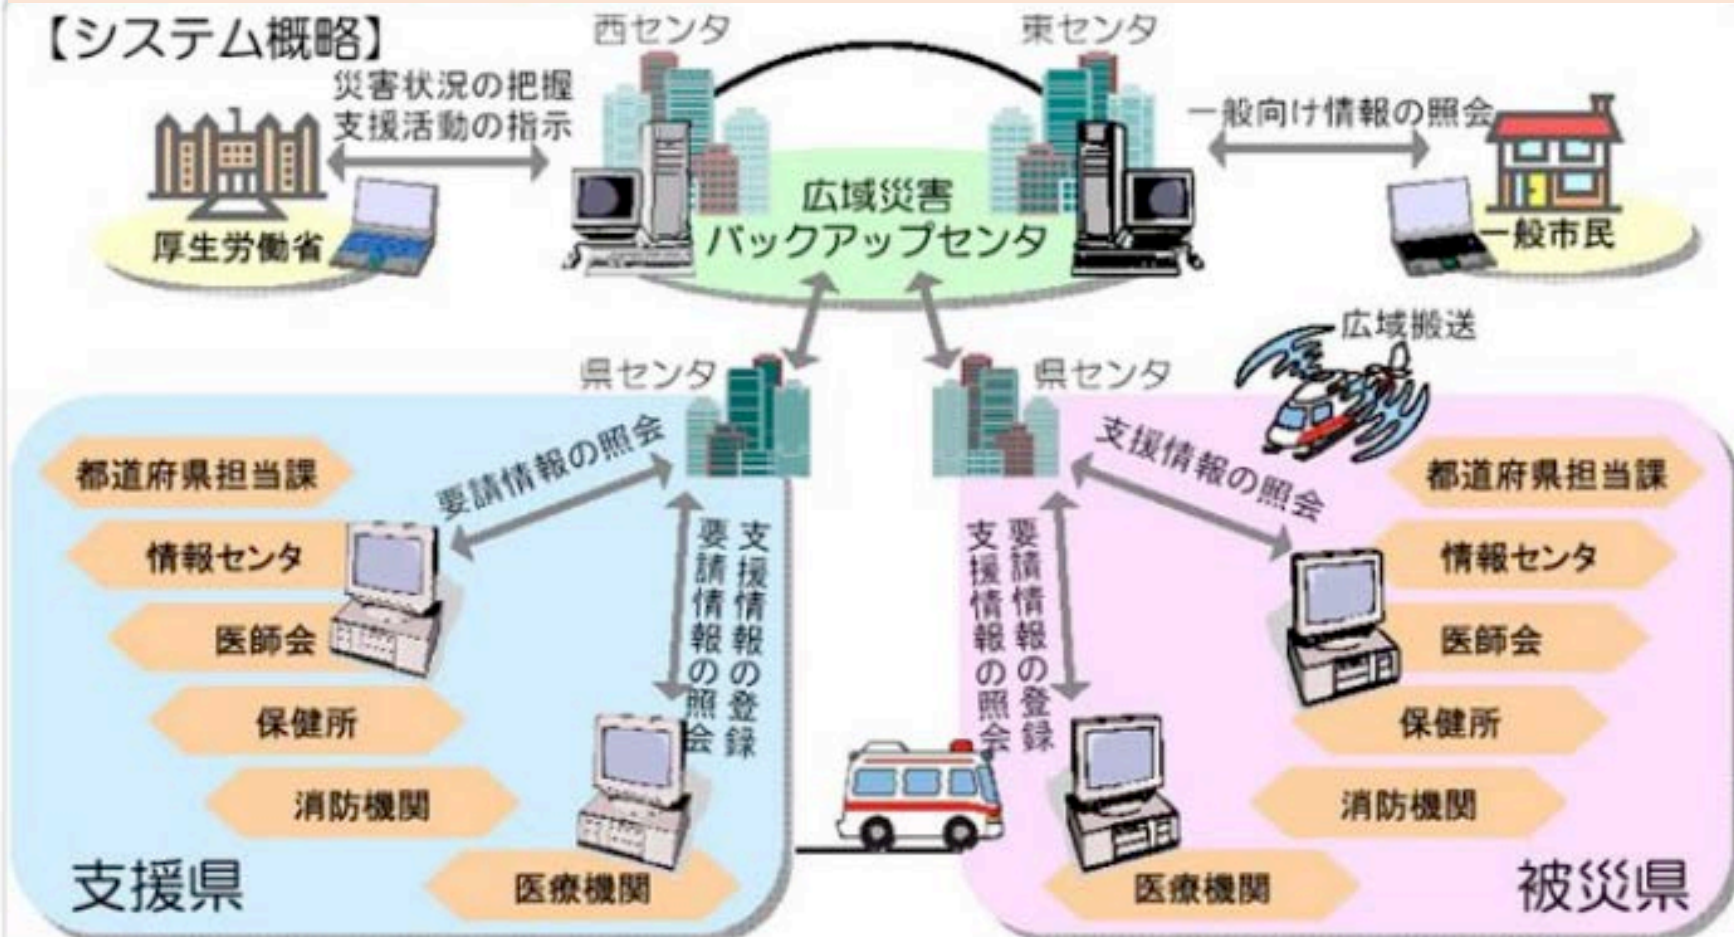 【システム概略】
西センタ
東センタ
災害状況の把握
支援活動の指示
一般向け情報の照会
厚生労働省
広域災害
バックアップセンタ
一般市民
県センタ
県センタ
広域搬送
都道府県担当課
情報センタ
医師会
保健所
消防機関
医療機関
支援県
要請情報の照会
支援情報の登録
要請情報の照会
支援情報の照会
要請情報の登録
支援情報の照会
都道府県担当課
情報センタ
医師会
保健所
消防機関
医療機関
被災県